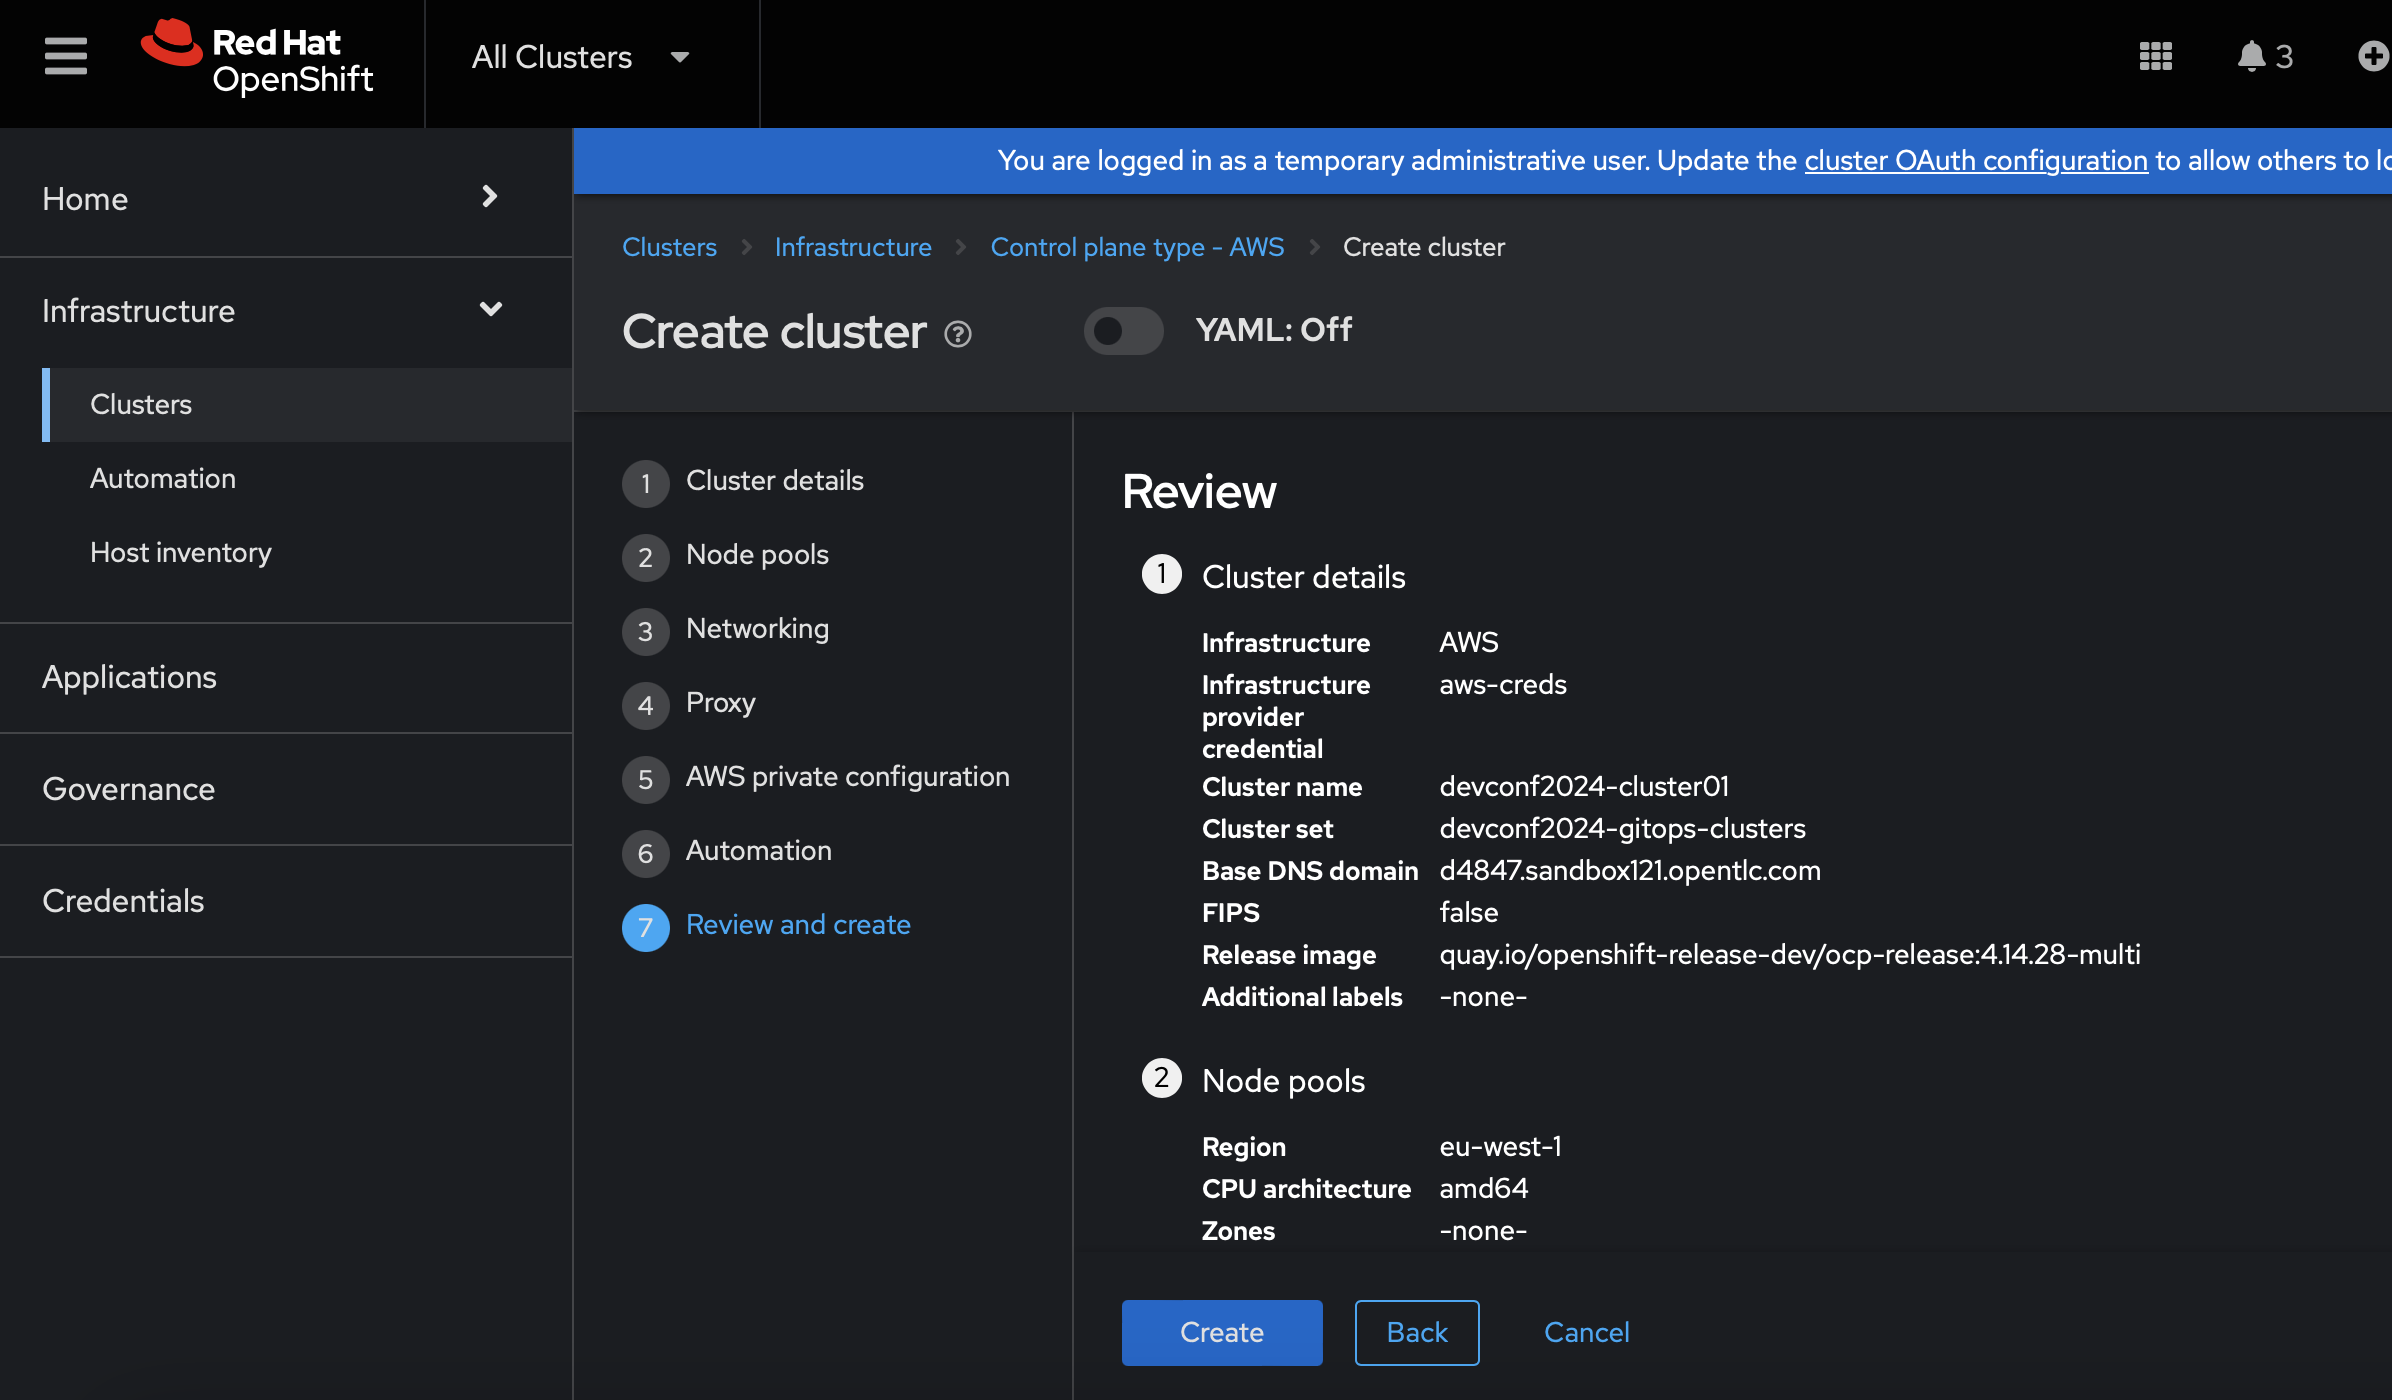 Red Hat
OpenShift
All Clusters
3
You are logged in as a temporary administrative user. Update the cluster OAuth configuration to allow others to
Home
Infrastructure
Clusters
Automation
Host inventory
Applications
Governance
Credentials
Clusters Infrastructure Control plane type - AWS Create cluster
Create cluster
YAML: Off
1 Cluster details
2 Node pools
3 Networking
4 Proxy
5 AWS private configuration
6 Automation
7 Review and create
Review
1 Cluster details
Infrastructure AWS
Infrastructure aws-creds
provider
credential
Cluster name devconf2024-cluster01
Cluster set devconf2024-gitops-clusters
Base DNS domain d4847.sandbox121.opentlc.com
FIPS false
Release image quay.io/openshift-release-dev/ocp-release:4.14.28-multi
Additional labels -none-
2 Node pools
Region eu-west-1
CPU architecture amd64
Zones -none-
Create Back Cancel